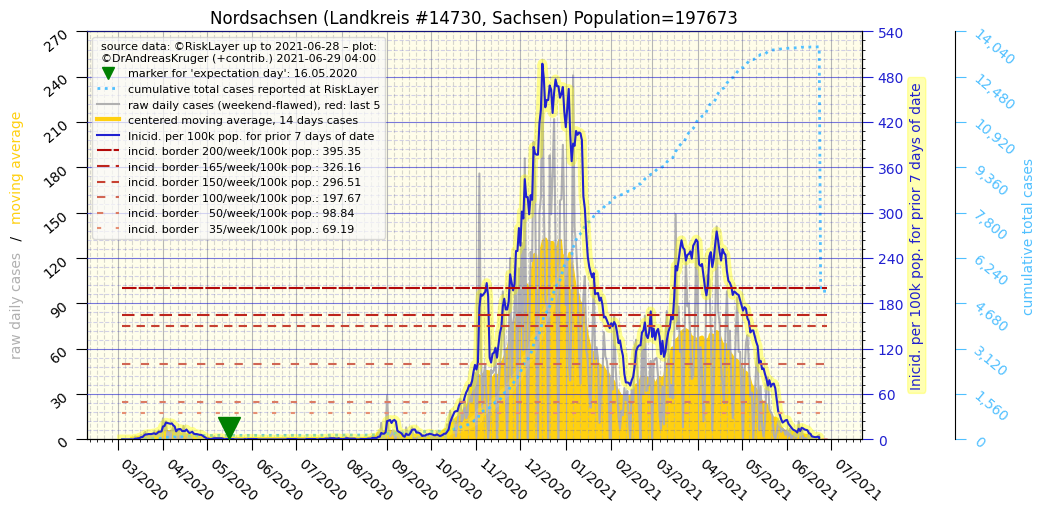 Nordsachsen (Landkreis #14730, Sachsen) Population=197673
source data: ©RiskLayer up to 2021-06-28 – plot:
©DrAndreasKruger (+contrib.) 2021-06-29 04:00
marker for 'expectation day': 16.05.2020
cumulative total cases reported at RiskLayer
raw daily cases (weekend-flawed), red: last 5
centered moving average, 14 days cases
Inicid. per 100k pop. for prior 7 days of date
incid. border 200/week/100k pop.: 395.35
incid. border 165/week/100k pop.: 326.16
incid. border 150/week/100k pop.: 296.51
incid. border 100/week/100k pop.: 197.67
incid. border 50/week/100k pop.: 98.84
incid. border 35/week/100k pop.: 69.19
raw daily cases / moving average
270
240
210
180
150
120
90
60
30
0
03/2020
04/2020
05/2020
06/2020
07/2020
08/2020
09/2020
10/2020
11/2020
12/2020
01/2021
02/2021
03/2021
04/2021
05/2021
06/2021
07/2021
540
480
420
360
300
240
180
120
60
0
Inicid. per 100k pop. for prior 7 days of date
14,040
12,480
10,920
9,360
7,800
6,240
4,680
3,120
1,560
0
cumulative total cases